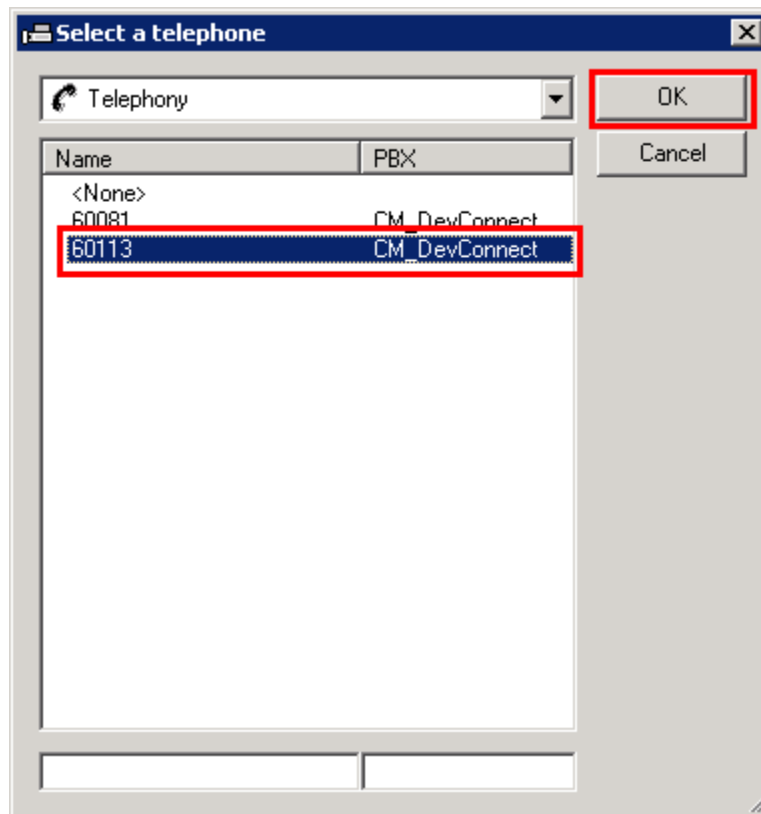 Select a telephone
Telephony
OK
Cancel
Name PBX
<None>
60081 CM_DevConnect
60113 CM_DevConnect